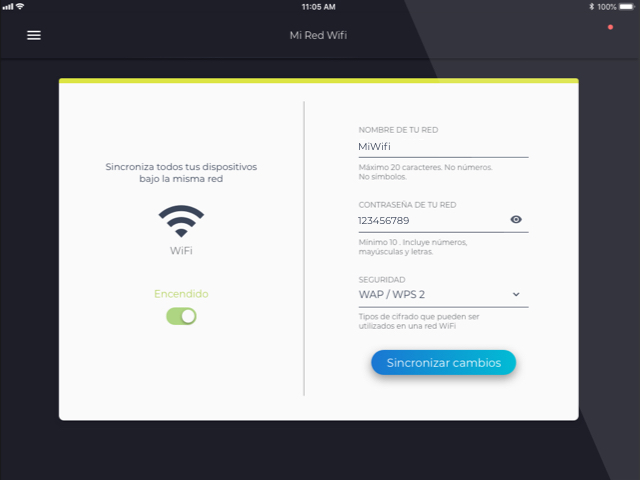 11:05 AM
100%
Mi Red Wifi
Sincroniza todos tus dispositivos
bajo la misma red
WiFi
Encendido
NOMBRE DE TU RED
MiWifi
Máximo 20 caracteres. No números.
No símbolos.
CONTRASEÑA DE TU RED
123456789
Mínimo 10 . Incluye números,
mayúsculas y letras.
SEGURIDAD
WAP / WPS 2
Tipos de cifrado que pueden ser
utilizados en una red WiFi
Sincronizar cambios